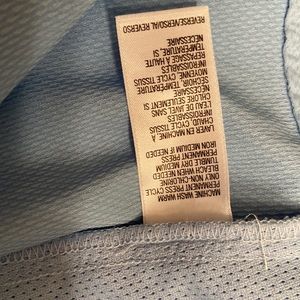 MACHINE WASH WARM
PERMANENT PRESS CYCLE
ONLY NON-CHLORINE
BLEACH WHEN NEEDED
TUMBLE DRY MEDIUM
PERMANENT PRESS
IRON MEDIUM IF NEEDED
LAVER EN MACHINE A
CHAUD, CYCLE TISSUS
INFROISSABLES
L'EAU DE JAVEL SANS
CHLORE SEULEMENT SI
SECHOIR, TEMPERATURE
MOYENNE, CYCLE TISSUS
INFROISSABLES
REPASSAGE A HAUTE
TEMPERATURE, SI
NECESSAIRE
REVERSE/VERSO/AL REVERSO